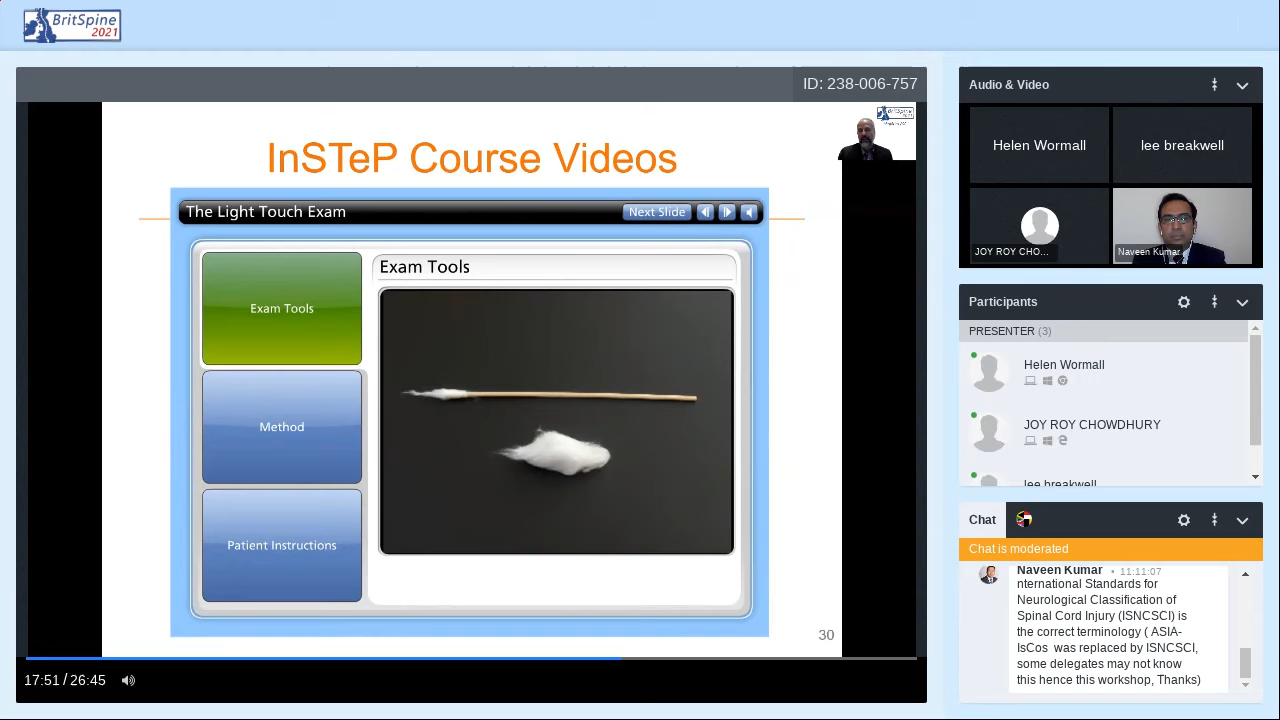 BritSpine
2021
ID: 238-006-757
InSTeP Course Videos
The Light Touch Exam
Next Slide
Exam Tools
Method
Patient Instructions
Exam Tools
30
17:51 / 26:45
Audio & Video
Helen Wormall
lee breakwell
JOY ROY CHO...
Naveen Kumar
Participants
PRESENTER (3)
Helen Wormall
JOY ROY CHOWDHURY
lee breakwell
Chat
Chat is moderated
Naveen Kumar • 11:11:07
nternational Standards for
Neurological Classification of
Spinal Cord Injury (ISNCSCI) is
the correct terminology ( ASIA-
IsCos was replaced by ISNCSCI,
some delegates may not know
this hence this workshop, Thanks)